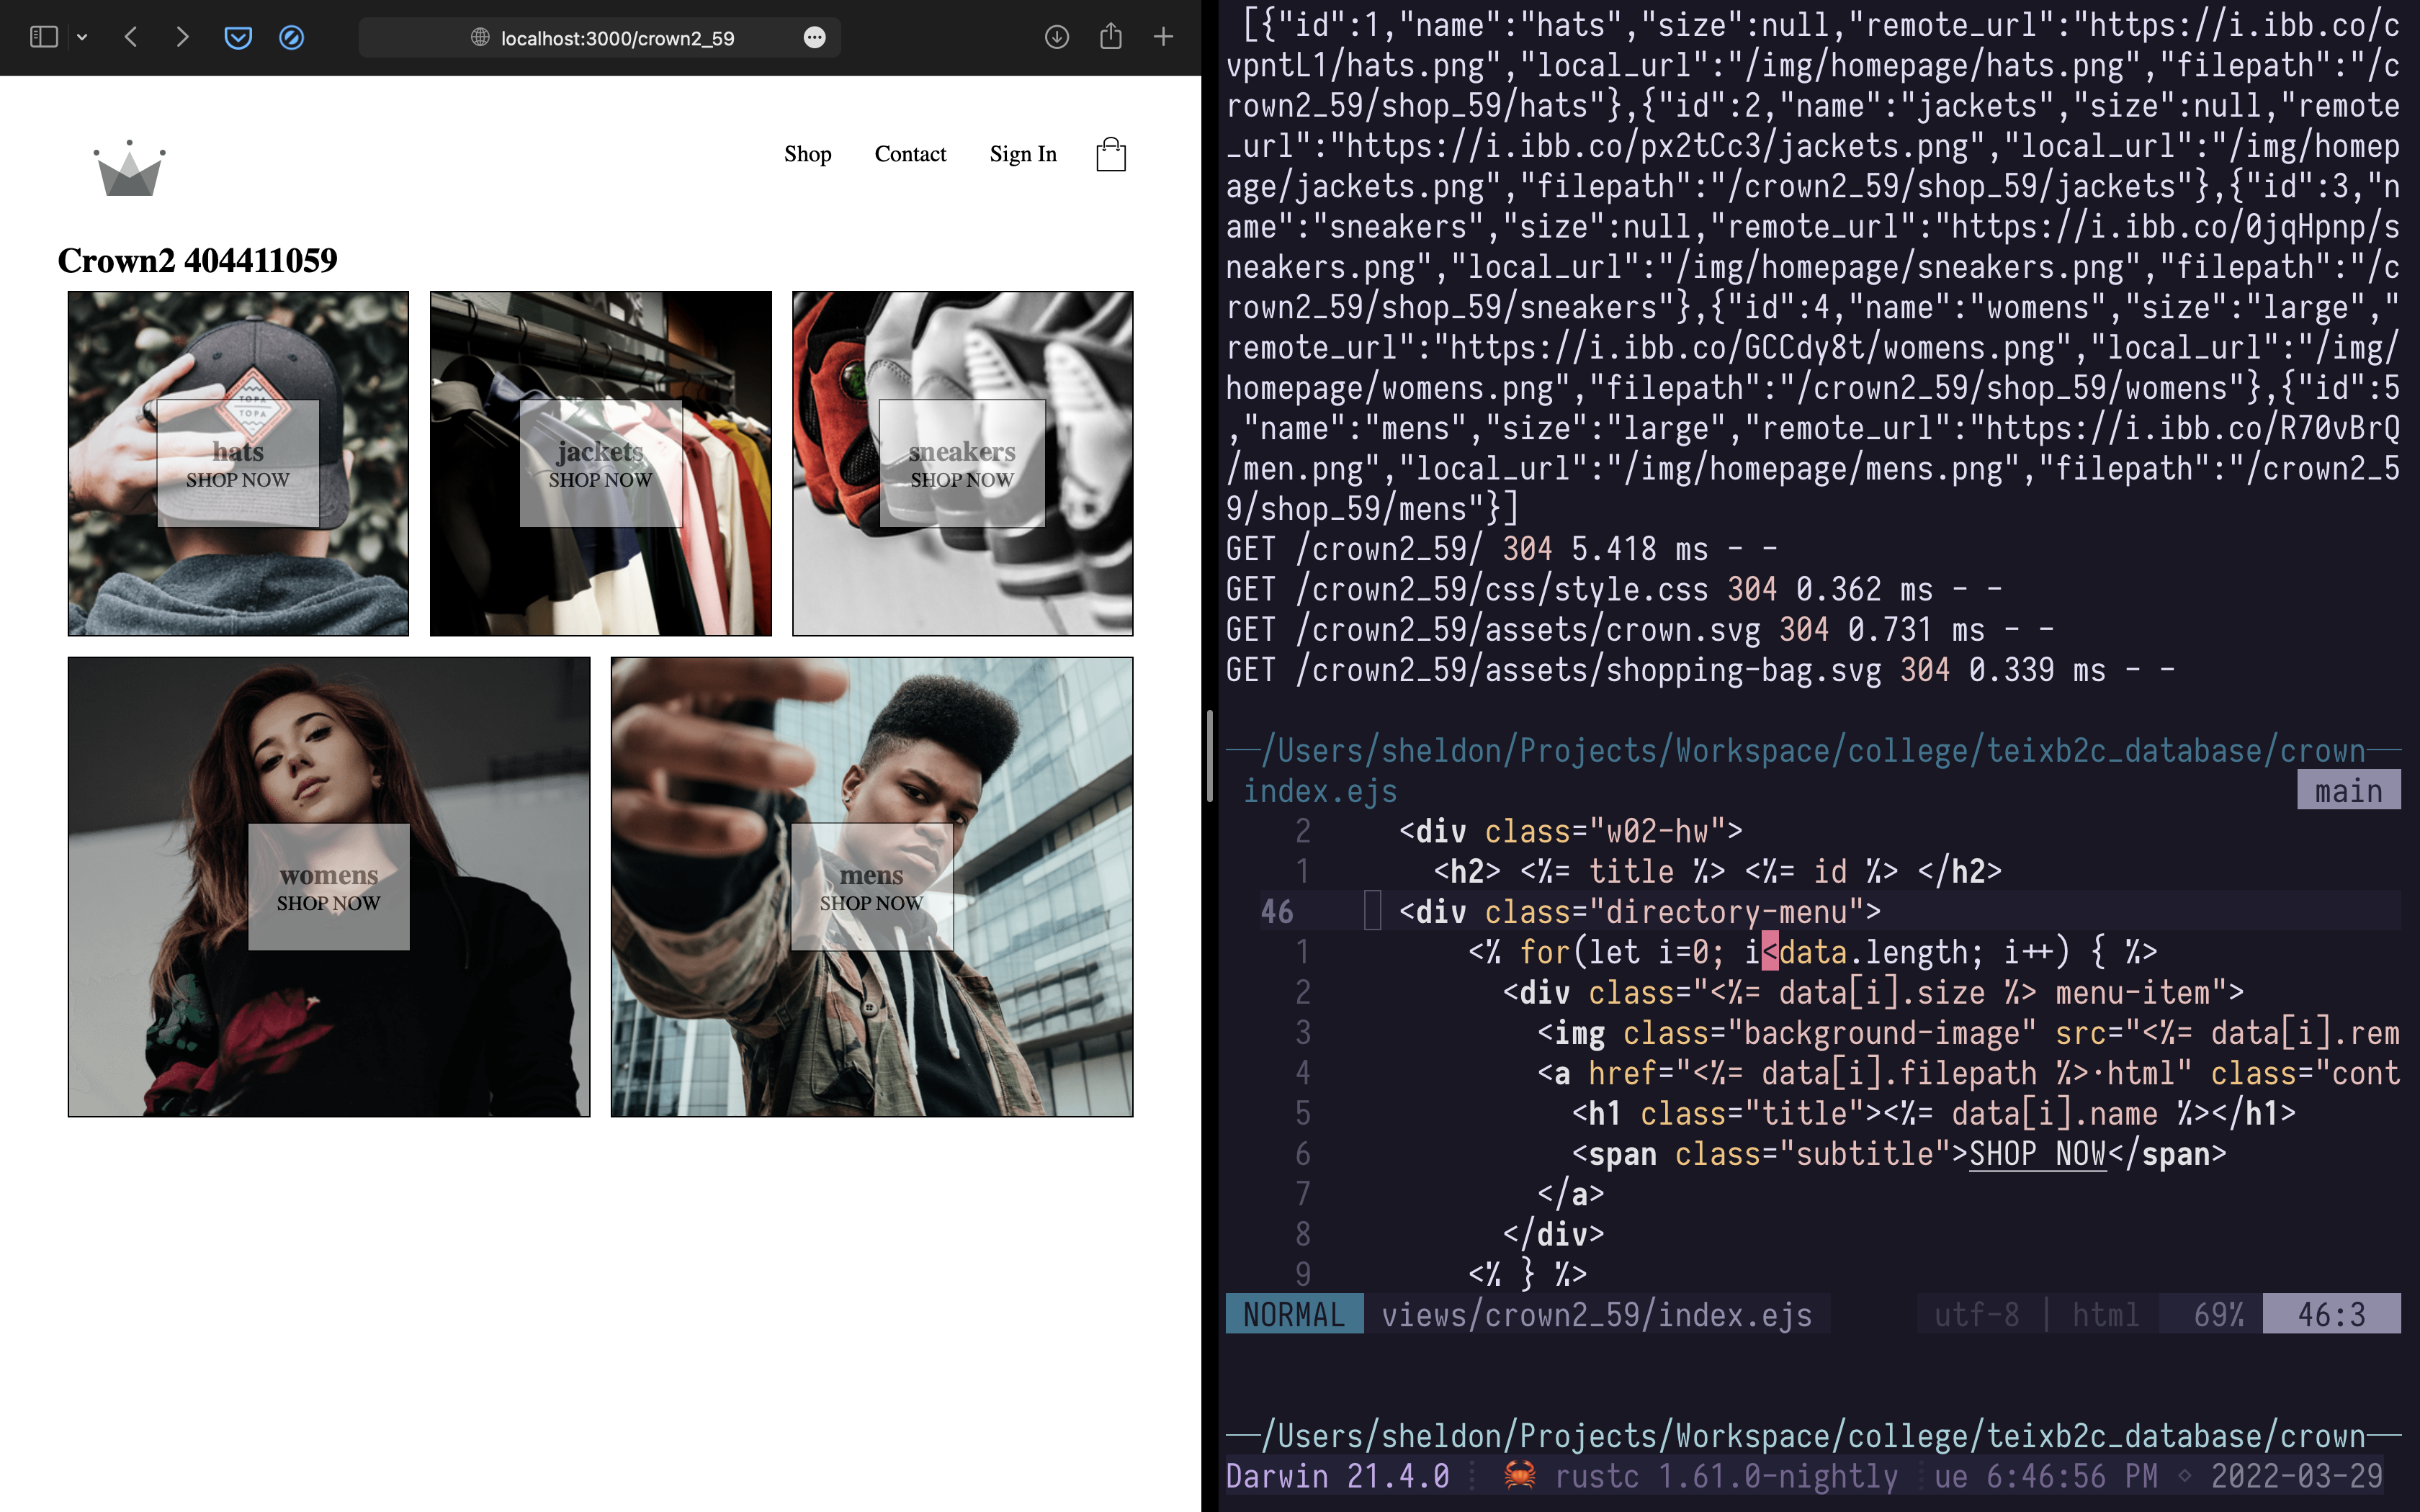 localhost:3000/crown2_59
Shop Contact Sign In
Crown2 404411059
TOPA
TOPA
hats
SHOP NOW
jackets
SHOP NOW
sneakers
SHOP NOW
womens
SHOP NOW
mens
SHOP NOW
[{"id":1,"name":"hats","size":null,"remote_url":"https://i.ibb.co/c
vpntL1/hats.png","local_url":"/img/homepage/hats.png","filepath":"/c
rown2_59/shop_59/hats"},{"id":2,"name":"jackets","size":null,"remote
_url":"https://i.ibb.co/px2tCc3/jackets.png","local_url":"/img/homep
age/jackets.png","filepath":"/crown2_59/shop_59/jackets"},{"id":3,"n
ame":"sneakers","size":null,"remote_url":"https://i.ibb.co/0jqHpnp/s
neakers.png","local_url":"/img/homepage/sneakers.png","filepath":"/c
rown2_59/shop_59/sneakers"},{"id":4,"name":"womens","size":"large","
remote_url":"https://i.ibb.co/GCCdy8t/womens.png","local_url":"/img/
homepage/womens.png","filepath":"/crown2_59/shop_59/womens"},{"id":5
,"name":"mens","size":"large","remote_url":"https://i.ibb.co/R70vBrQ
/men.png","local_url":"/img/homepage/mens.png","filepath":"/crown2_5
9/shop_59/mens"}]
GET /crown2_59/ 304 5.418 ms - -
GET /crown2_59/css/style.css 304 0.362 ms - -
GET /crown2_59/assets/crown.svg 304 0.731 ms - -
GET /crown2_59/assets/shopping-bag.svg 304 0.339 ms - -
/Users/sheldon/Projects/Workspace/college/teixb2c_database/crown
index.ejs main
2 <div class="w02-hw">
1 <h2> <%= title %> <%= id %> </h2>
46 <div class="directory-menu">
1 <% for(let i=0; i<data.length; i++) { %>
2 <div class="<%= data[i].size %> menu-item">
3 <img class="background-image" src="<%= data[i].rem
4 <a href="<%= data[i].filepath %>·html" class="cont
5 <h1 class="title"><%= data[i].name %></h1>
6 <span class="subtitle">SHOP NOW</span>
7 </a>
8 </div>
9 <% } %>
NORMAL views/crown2_59/index.ejs utf-8 | html 69% 46:3
/Users/sheldon/Projects/Workspace/college/teixb2c_database/crown
Darwin 21.4.0 🦀 rustc 1.61.0-nightly ue 6:46:56 PM ⋄ 2022-03-29